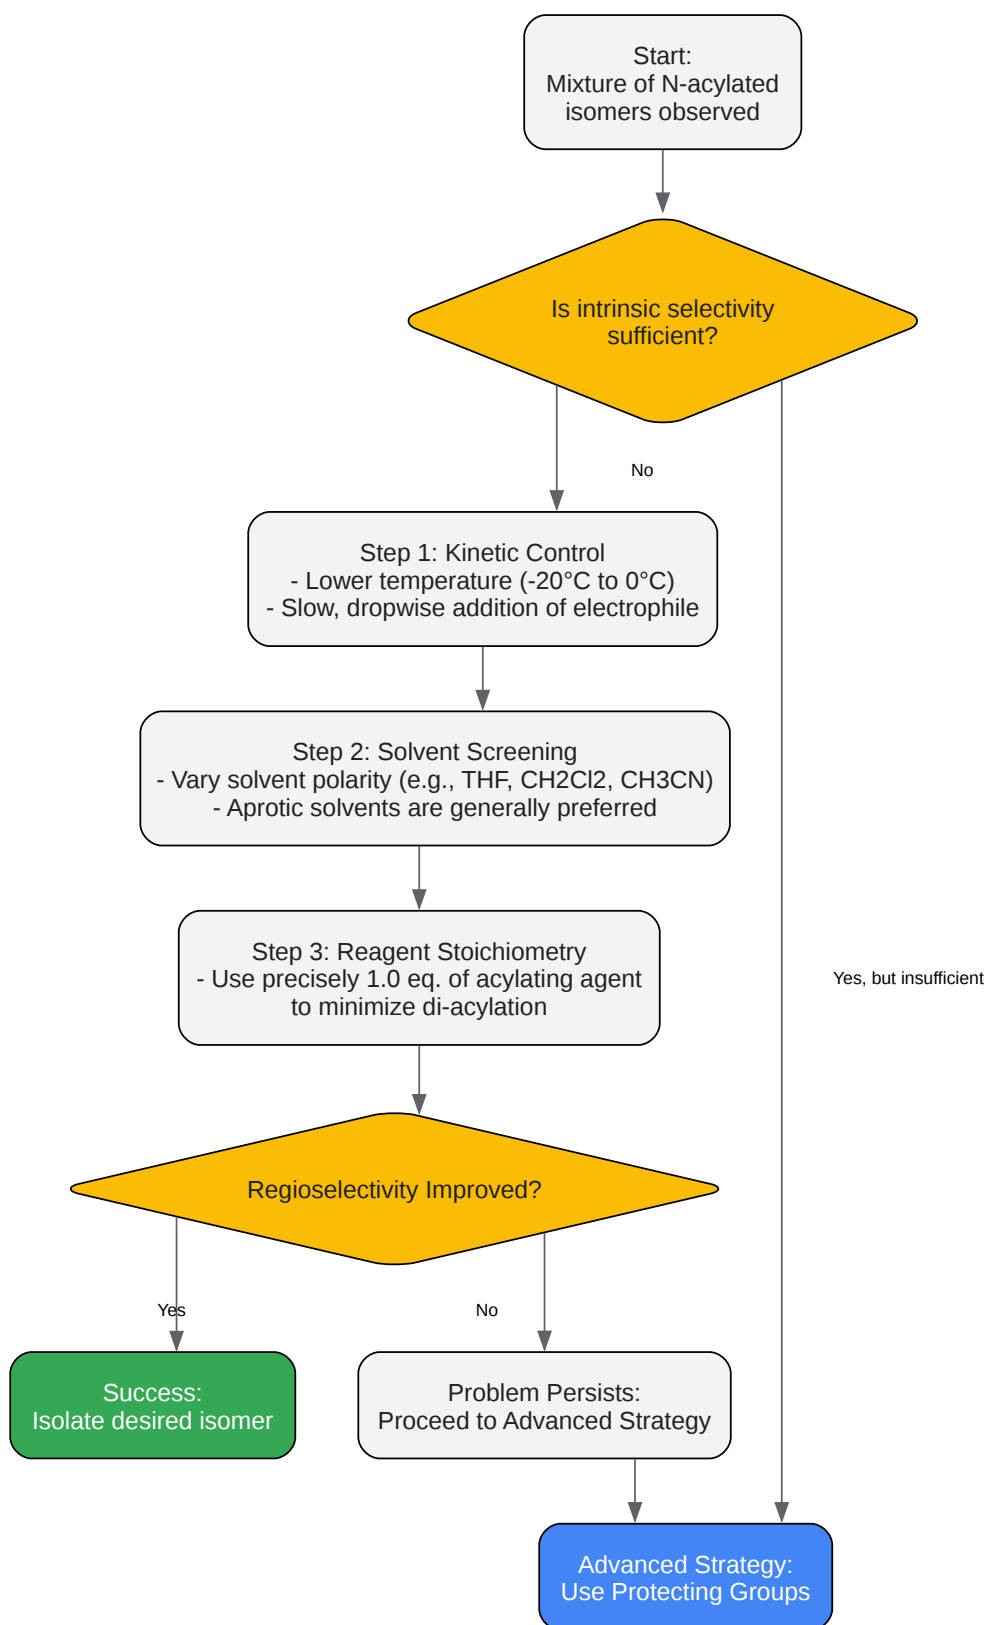 Start:
Mixture of N-acylated
isomers observed
Is intrinsic selectivity
sufficient?
No
Step 1: Kinetic Control
- Lower temperature (-20°C to 0°C)
- Slow, dropwise addition of electrophile
Step 2: Solvent Screening
- Vary solvent polarity (e.g., THF, CH2Cl2, CH3CN)
- Aprotic solvents are generally preferred
Step 3: Reagent Stoichiometry
- Use precisely 1.0 eq. of acylating agent
to minimize di-acylation
Yes, but insufficient
Regioselectivity Improved?
Yes
No
Success:
Isolate desired isomer
Problem Persists:
Proceed to Advanced Strategy
Advanced Strategy:
Use Protecting Groups